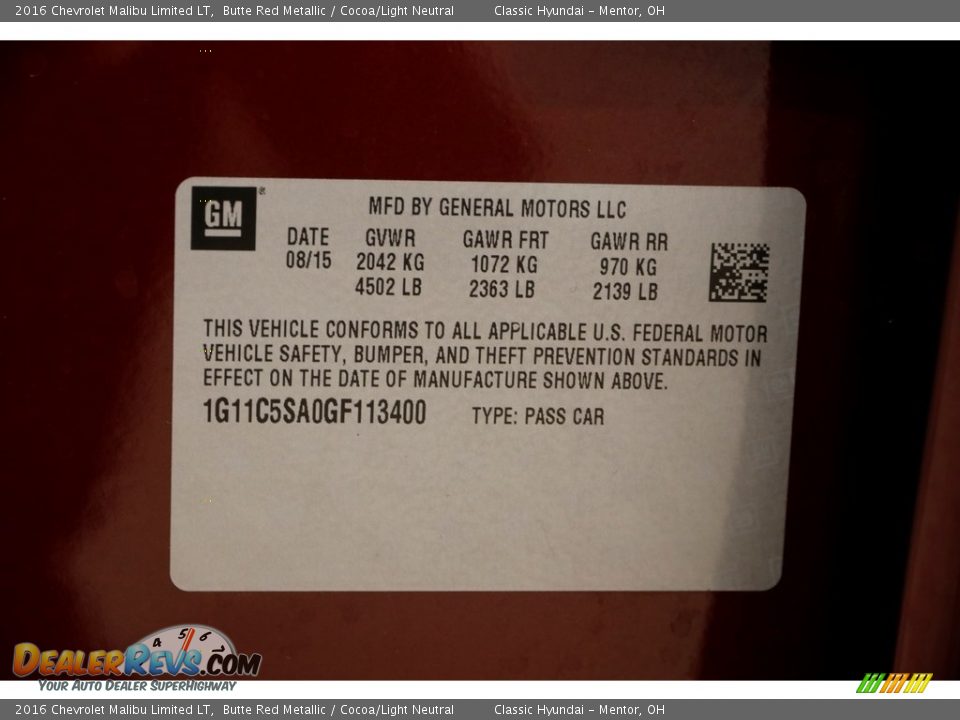 2016 Chevrolet Malibu Limited LT, Butte Red Metallic / Cocoa/Light Neutral Classic Hyundai – Mentor, OH
GM
MFD BY GENERAL MOTORS LLC
DATE GVWR GAWR FRT GAWR RR
08/15 2042 KG 1072 KG 970 KG
4502 LB 2363 LB 2139 LB
THIS VEHICLE CONFORMS TO ALL APPLICABLE U.S. FEDERAL MOTOR
VEHICLE SAFETY, BUMPER, AND THEFT PREVENTION STANDARDS IN
EFFECT ON THE DATE OF MANUFACTURE SHOWN ABOVE.
1G11C5SA0GF113400 TYPE: PASS CAR
4 5 6
DEALERREVS.COM
YOUR AUTO DEALER SUPERHIGHWAY
2016 Chevrolet Malibu Limited LT, Butte Red Metallic / Cocoa/Light Neutral Classic Hyundai – Mentor, OH